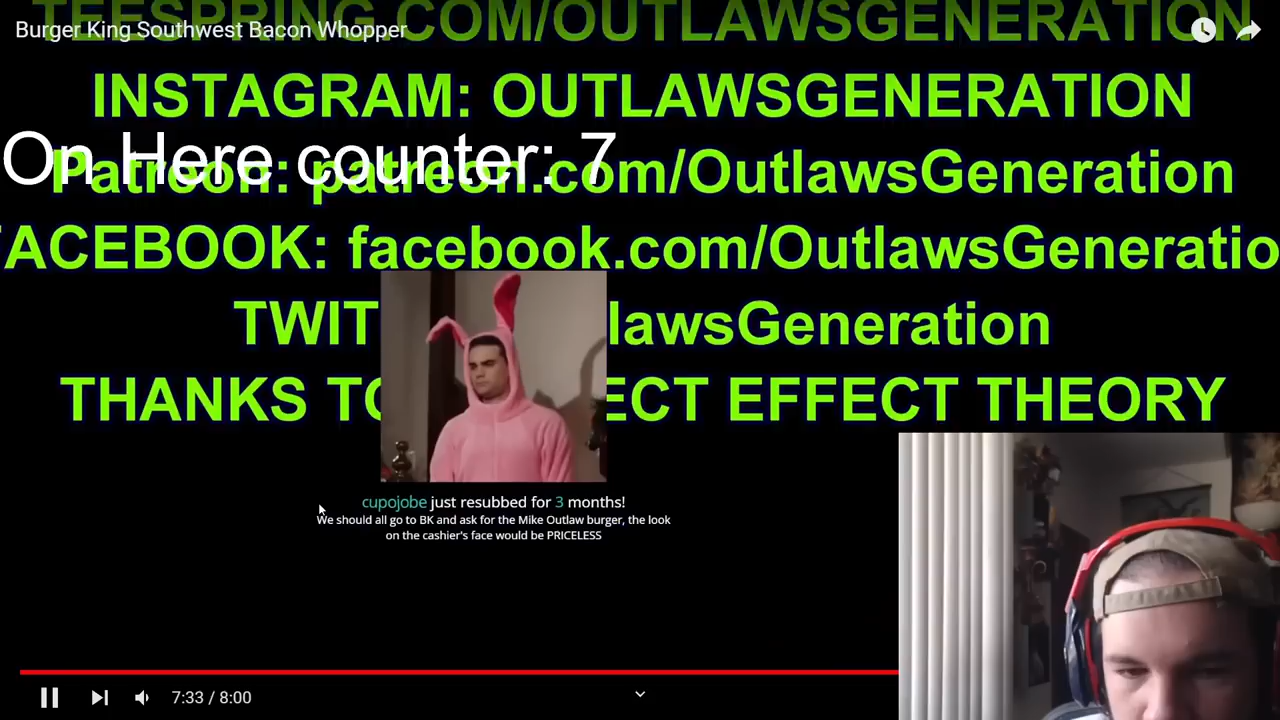 TEESPRING.COM/OUTLAWSGENERATION
Burger King Southwest Bacon Whopper
INSTAGRAM: OUTLAWSGENERATION
On Here counter: 7
Patreon: patreon.com/OutlawsGeneration
FACEBOOK: facebook.com/OutlawsGeneratio
TWIT lawsGeneration
THANKS TO ECT EFFECT THEORY
cupojobe just resubbed for 3 months!
We should all go to BK and ask for the Mike Outlaw burger, the look
on the cashier's face would be PRICELESS
7:33 / 8:00